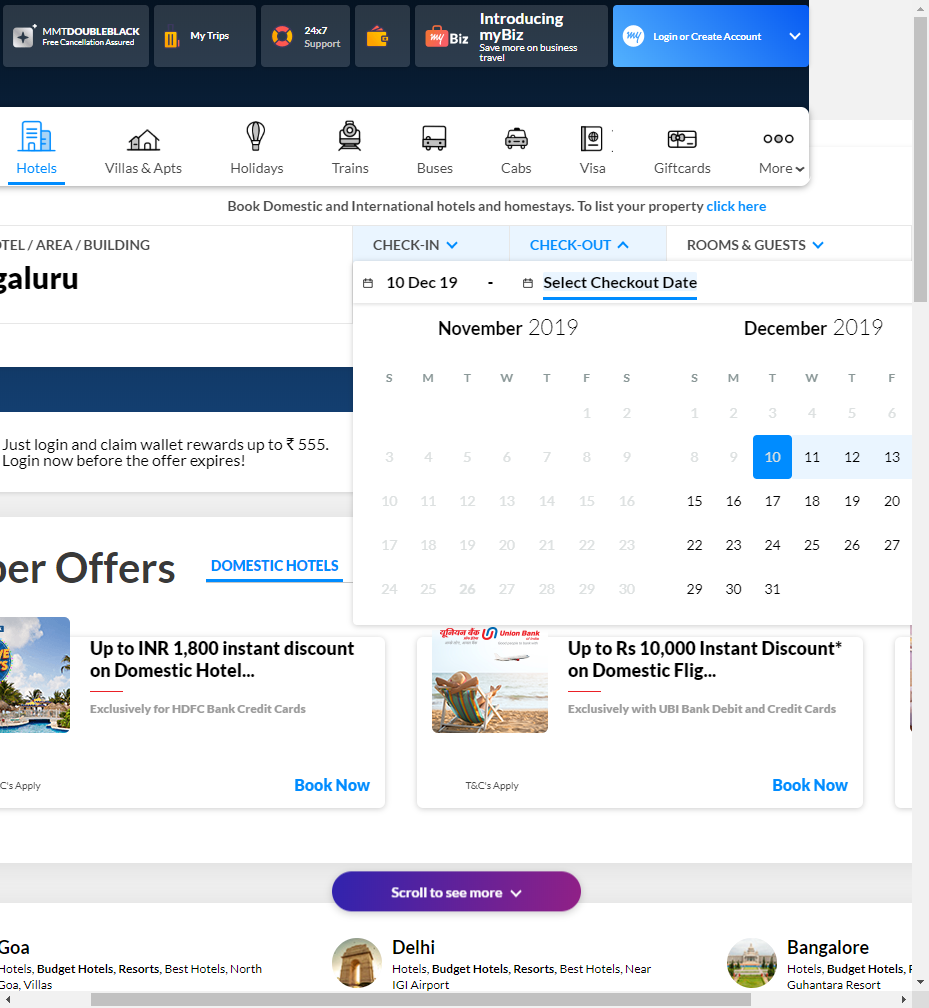 MMTDOUBLEBLACK
Free Cancellation Assured
My Trips
24x7
Support
my Biz
Introducing
myBiz
Save more on business
travel
my
Login or Create Account
Hotels
Villas & Apts
Holidays
Trains
Buses
Cabs
Visa
Giftcards
More
Book Domestic and International hotels and homestays. To list your property click here
OTEL / AREA / BUILDING
CHECK-IN
CHECK-OUT
ROOMS & GUESTS
galuru
10 Dec 19
-
Select Checkout Date
November 2019
December 2019
S M T W T F S
S M T W T F
1 2
1 2 3 4 5 6
3 4 5 6 7 8 9
8 9 10 11 12 13
10 11 12 13 14 15 16
15 16 17 18 19 20
17 18 19 20 21 22 23
22 23 24 25 26 27
24 25 26 27 28 29 30
29 30 31
Just login and claim wallet rewards up to ₹ 555.
Login now before the offer expires!
per Offers
DOMESTIC HOTELS
Up to INR 1,800 instant discount
on Domestic Hotel...
Exclusively for HDFC Bank Credit Cards
C's Apply
Book Now
यूनियन बैंक
Union Bank
of India
Up to Rs 10,000 Instant Discount*
on Domestic Flig...
Exclusively with UBI Bank Debit and Credit Cards
T&C's Apply
Book Now
Scroll to see more
Goa
Hotels, Budget Hotels, Resorts, Best Hotels, North
Goa, Villas
Delhi
Hotels, Budget Hotels, Resorts, Best Hotels, Near
IGI Airport
Bangalore
Hotels, Budget Hotels,
Guhantara Resort